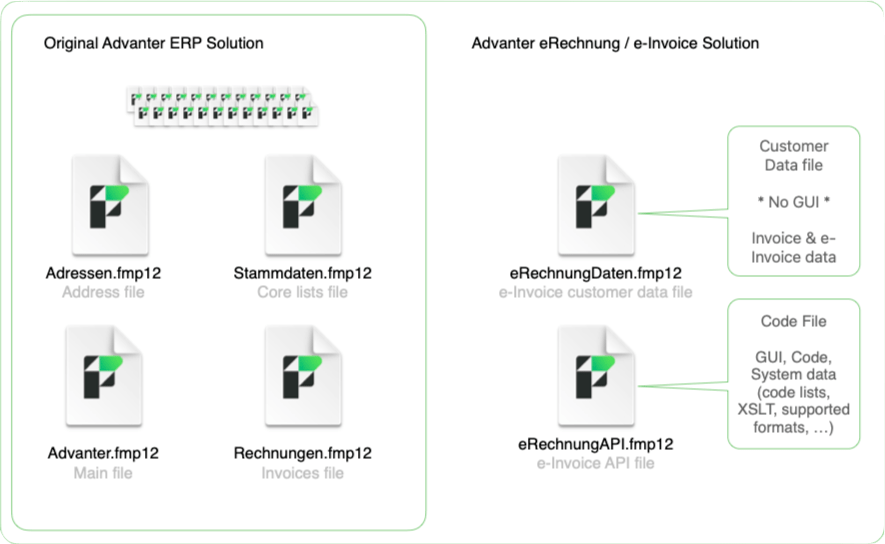 Original Advanter ERP Solution
Adressen.fmp12
Address file
Stammdaten.fmp12
Core lists file
Advanter.fmp12
Main file
Rechnungen.fmp12
Invoices file
Advanter eRechnung / e-Invoice Solution
eRechnungDaten.fmp12
e-Invoice customer data file
Customer
Data file
* No GUI *
Invoice & e-
Invoice data
eRechnungAPI.fmp12
e-Invoice API file
Code File
GUI, Code,
System data
(code lists,
XSLT, supported
formats, …)